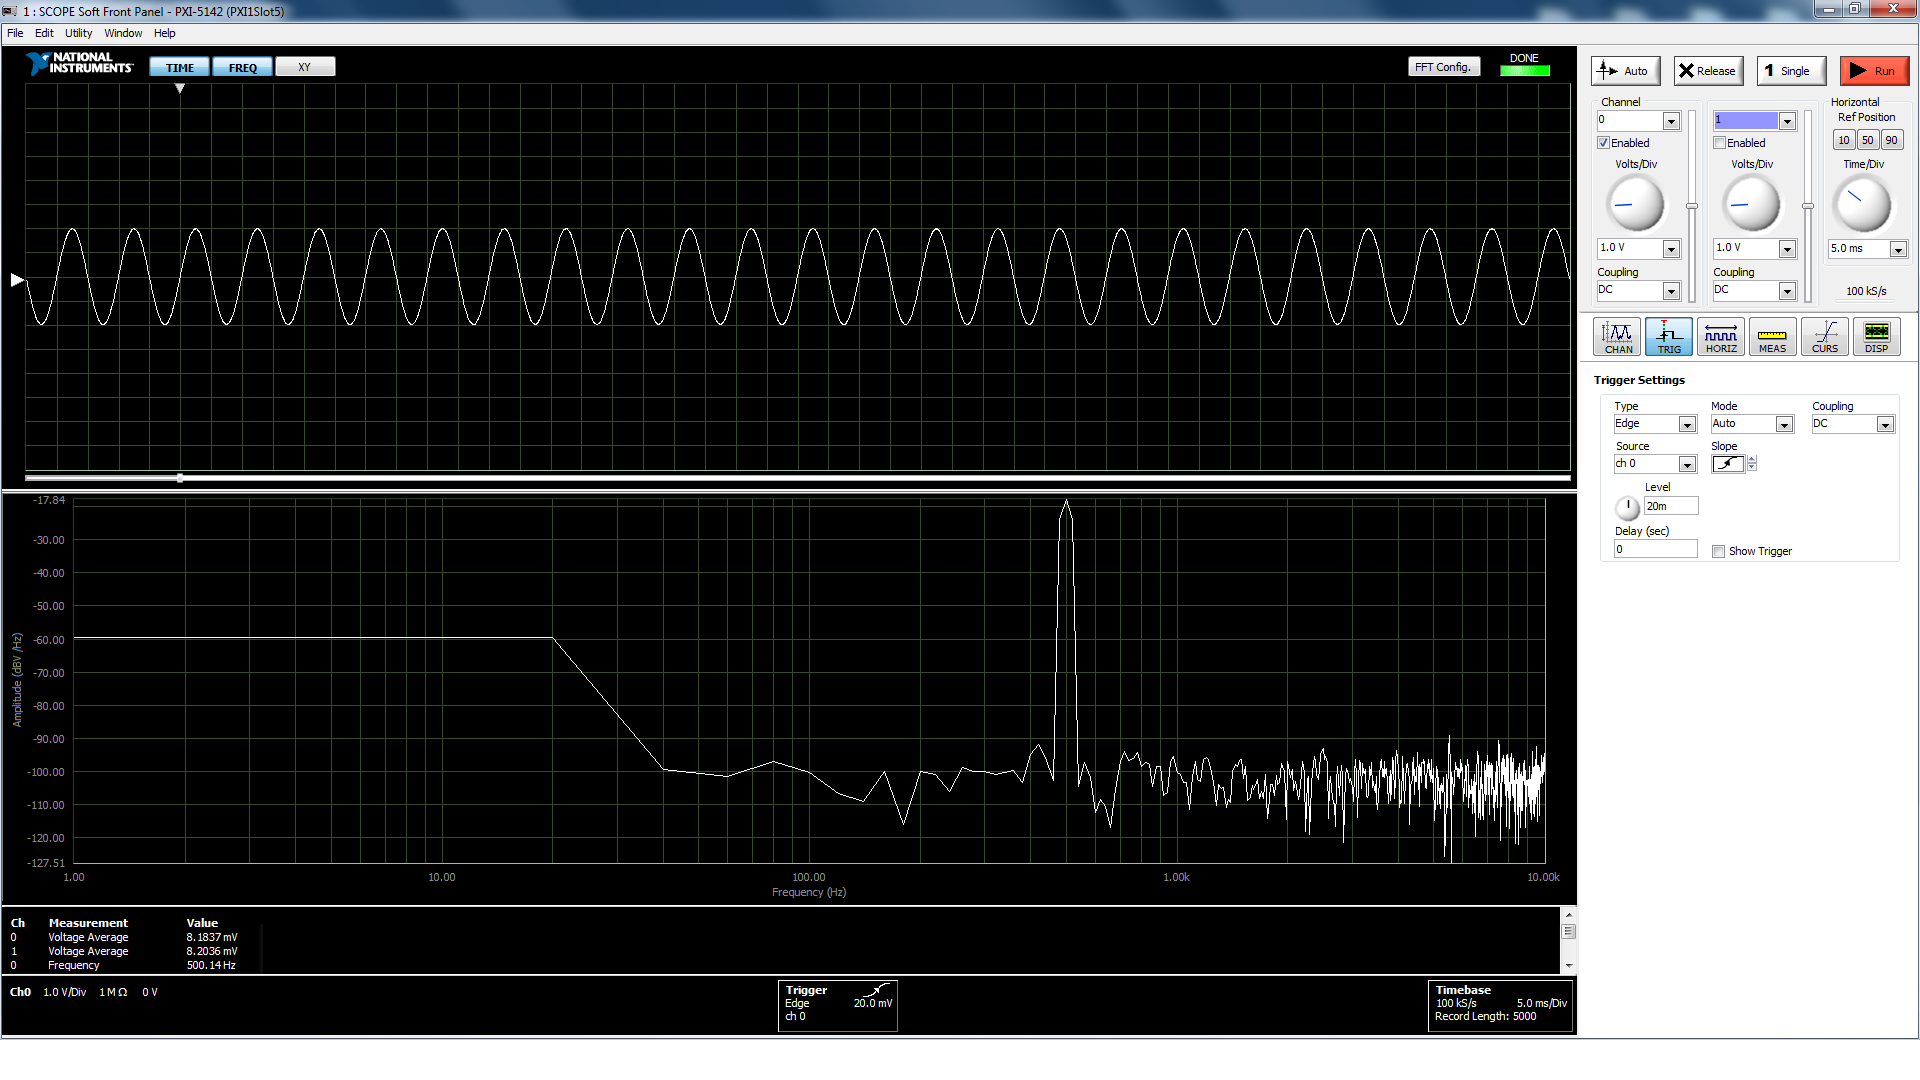 1 : SCOPE Soft Front Panel - PXI-5142 (PXI1Slot5)
File Edit Utility Window Help
NATIONAL INSTRUMENTS
TIME FREQ XY
FFT Config. DONE
-17.84
-30.00
-40.00
-50.00
-60.00
-70.00
-80.00
-90.00
-100.00
-110.00
-120.00
-127.51
Amplitude (dBV /Hz)
1.00 10.00 100.00 1.00k 10.00k
Frequency (Hz)
Ch Measurement Value
0 Voltage Average 8.1837 mV
1 Voltage Average 8.2036 mV
0 Frequency 500.14 Hz
Ch0 1.0 V/Div 1 M Ω 0 V
Trigger
Edge 20.0 mV
ch 0
Timebase
100 kS/s 5.0 ms/Div
Record Length: 5000
Auto Release 1 Single Run
Channel
0
Enabled
Volts/Div
1.0 V
Coupling
DC
1
Enabled
Volts/Div
1.0 V
Coupling
DC
Horizontal
Ref Position
10 50 90
Time/Div
5.0 ms
100 kS/s
CHAN TRIG HORIZ MEAS CURS DISP
Trigger Settings
Type Mode Coupling
Edge Auto DC
Source Slope
ch 0
Level
20m
Delay (sec)
0 Show Trigger